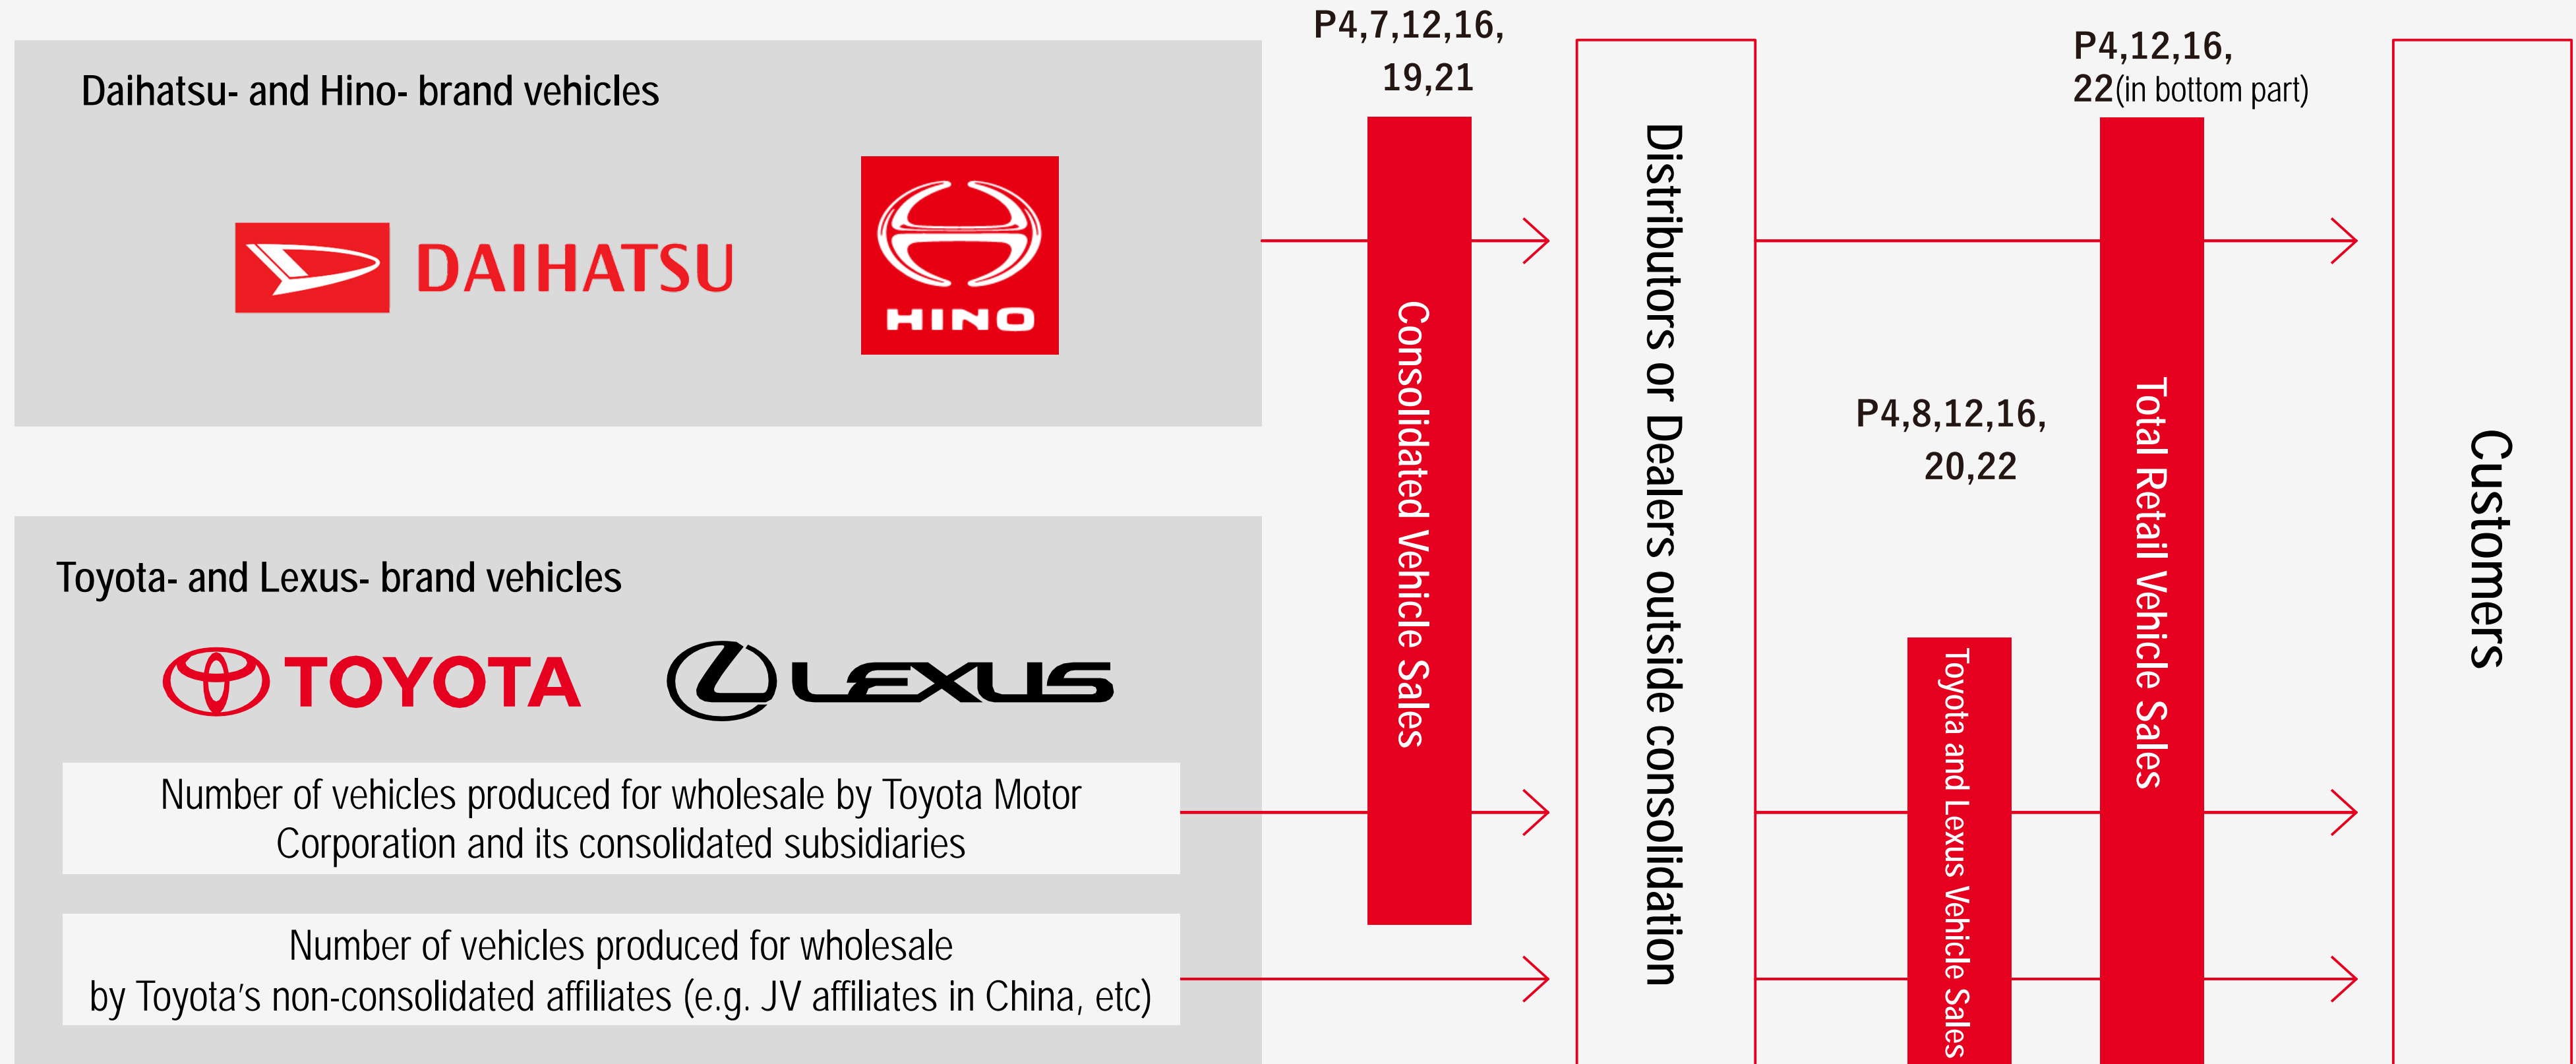 Daihatsu- and Hino- brand vehicles
DAIHATSU
HINO
Toyota- and Lexus- brand vehicles
TOYOTA
LEXUS
Number of vehicles produced for wholesale by Toyota Motor
Corporation and its consolidated subsidiaries
Number of vehicles produced for wholesale
by Toyota's non-consolidated affiliates (e.g. JV affiliates in China, etc)
P4,7,12,16,
19,21
Consolidated Vehicle Sales
Distributors or Dealers outside consolidation
P4,8,12,16,
20,22
Toyota and Lexus Vehicle Sales
P4,12,16,
22(in bottom part)
Total Retail Vehicle Sales
Customers